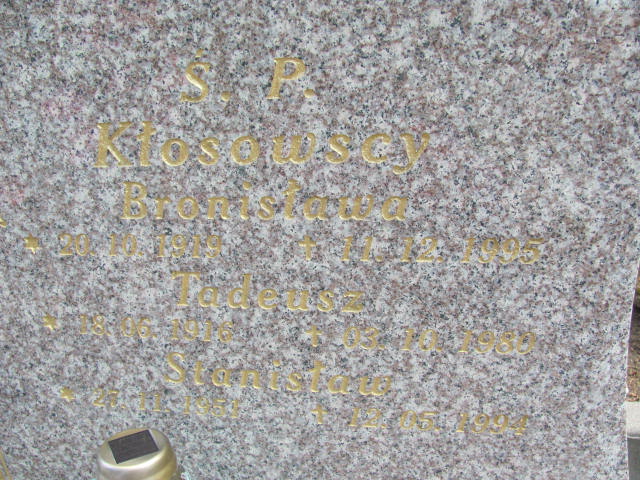 Ś. P.
Kłosowscy
Bronisława
* 20. 10. 1919 † 11. 12. 1995
Tadeusz
* 18. 06. 1916 † 03. 10. 1980
Stanisław
* 11. 1951 † 12. 05. 1994